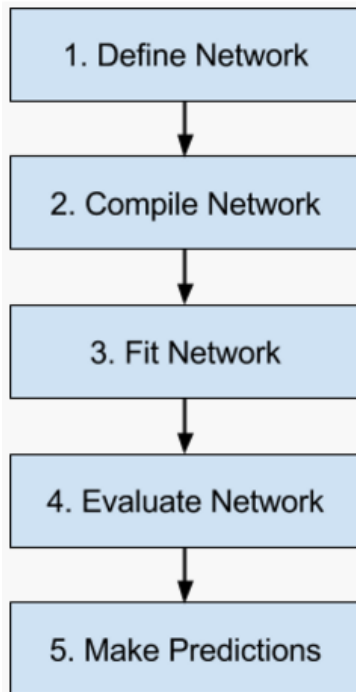 1. Define Network
2. Compile Network
3. Fit Network
4. Evaluate Network
5. Make Predictions